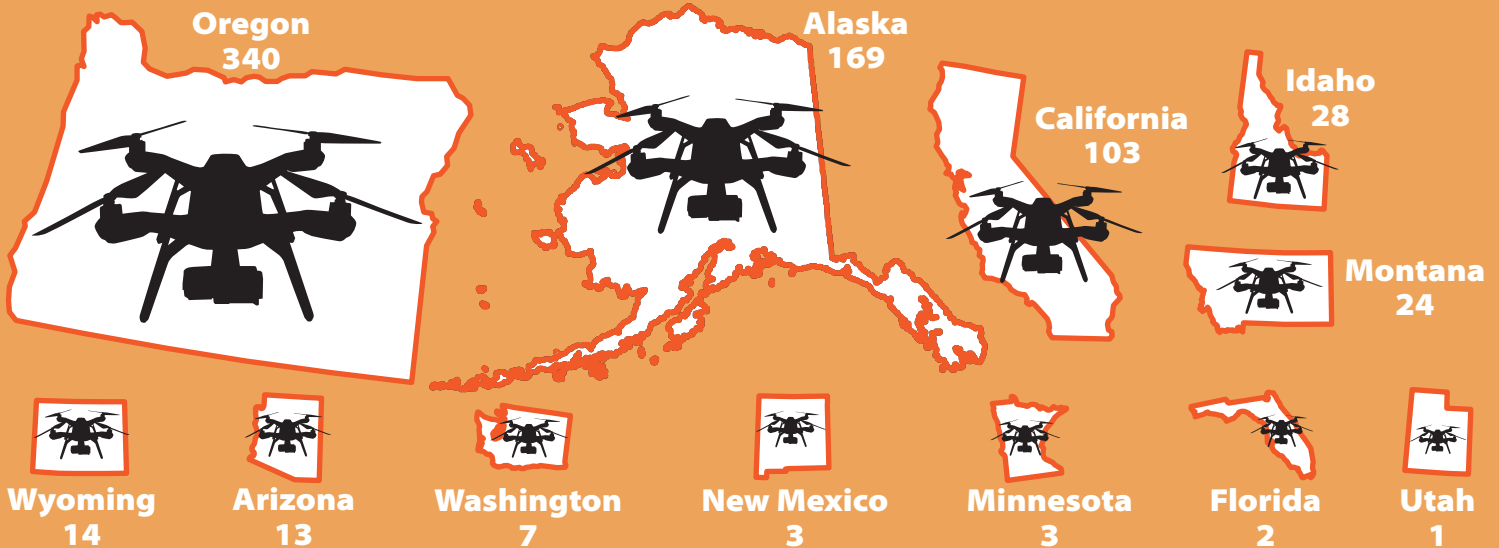 Oregon
340
Alaska
169
California
103
Idaho
28
Montana
24
Wyoming
14
Arizona
13
Washington
7
New Mexico
3
Minnesota
3
Florida
2
Utah
1